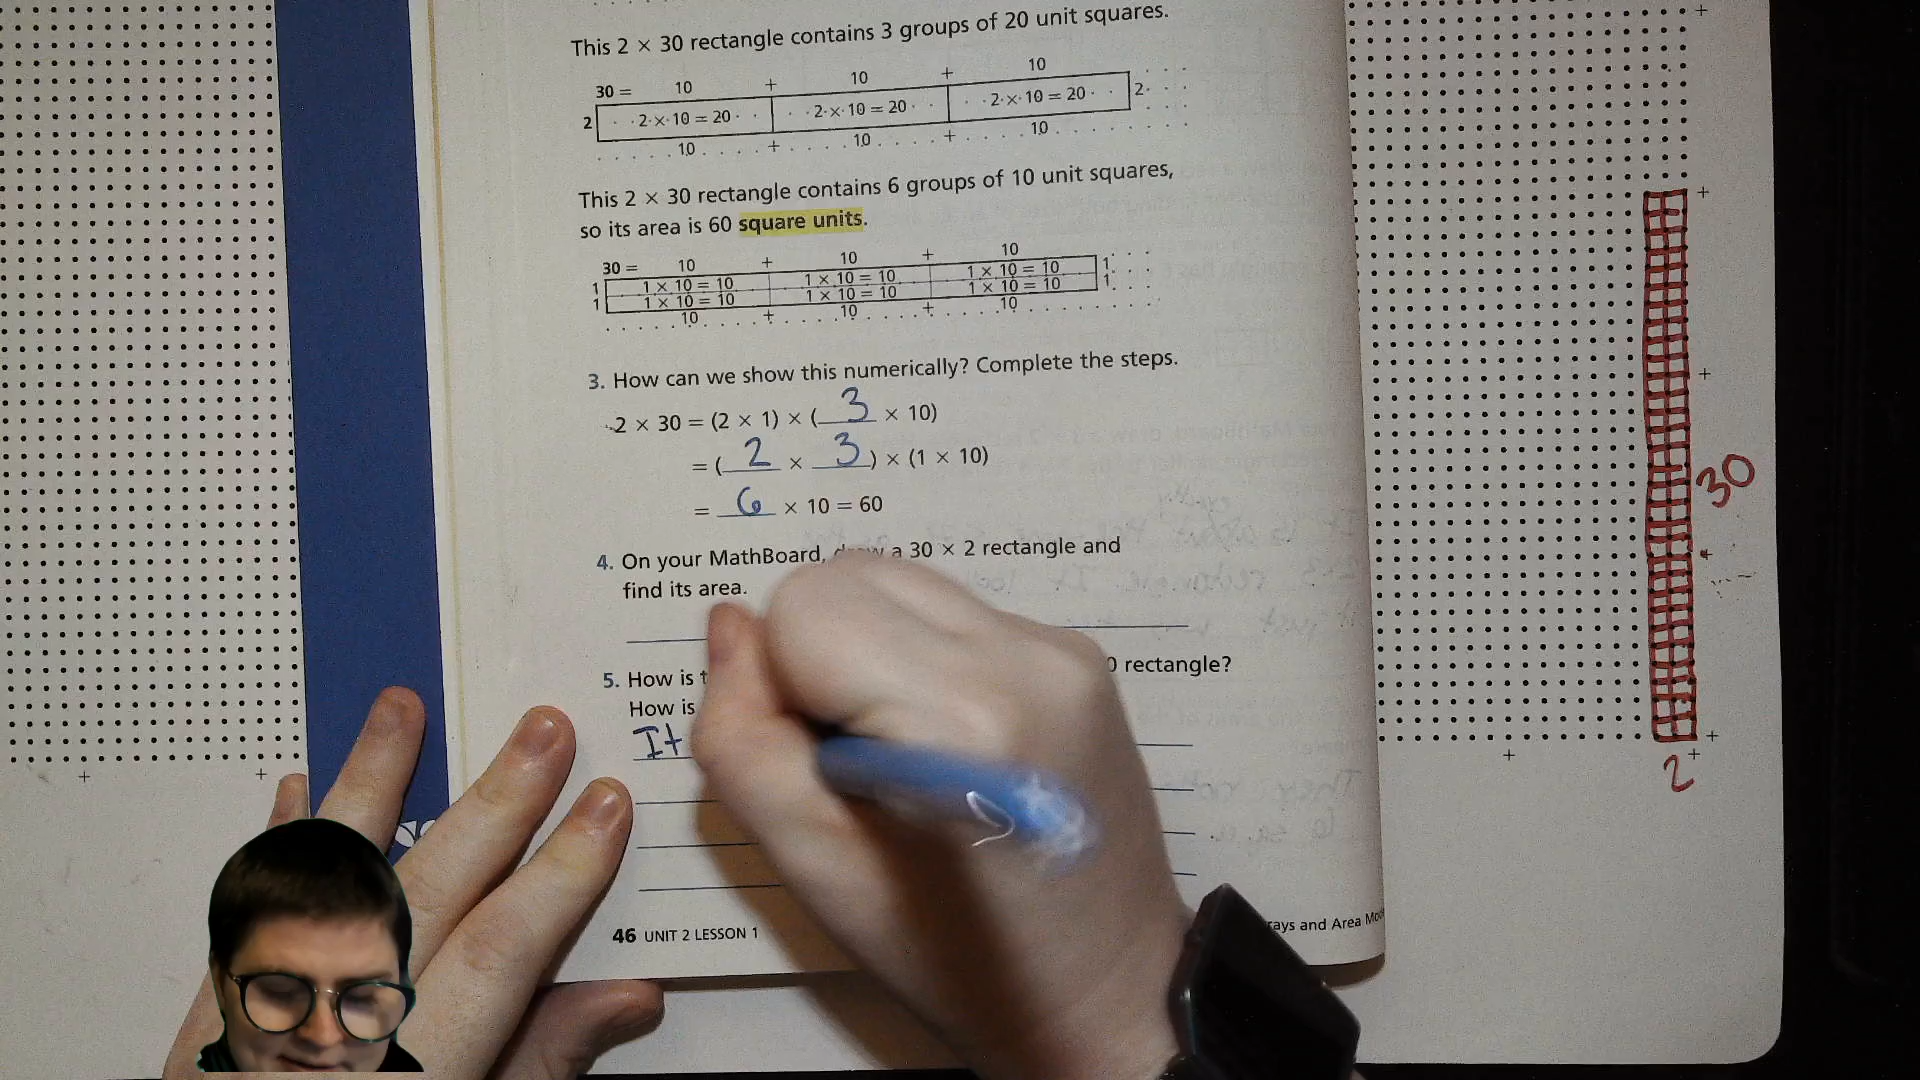 This 2 × 30 rectangle contains 3 groups of 20 unit squares.
30 = 10 + 10 + 10
2 2 × 10 = 20 2 × 10 = 20 2 × 10 = 20 2
10 + 10 + 10
This 2 × 30 rectangle contains 6 groups of 10 unit squares,
so its area is 60 square units.
30 = 10 + 10 + 10
1 1 × 10 = 10 1 × 10 = 10 1 × 10 = 10 1
1 1 × 10 = 10 1 × 10 = 10 1 × 10 = 10 1
10 + 10 + 10
3. How can we show this numerically? Complete the steps.
2 × 30 = (2 × 1) × ( 3 × 10)
= ( 2 × 3 ) × (1 × 10)
= 6 × 10 = 60
4. On your MathBoard, draw a 30 × 2 rectangle and
find its area.
5. How is rectangle?
How is
It
46 UNIT 2 LESSON 1
and Area
30
2